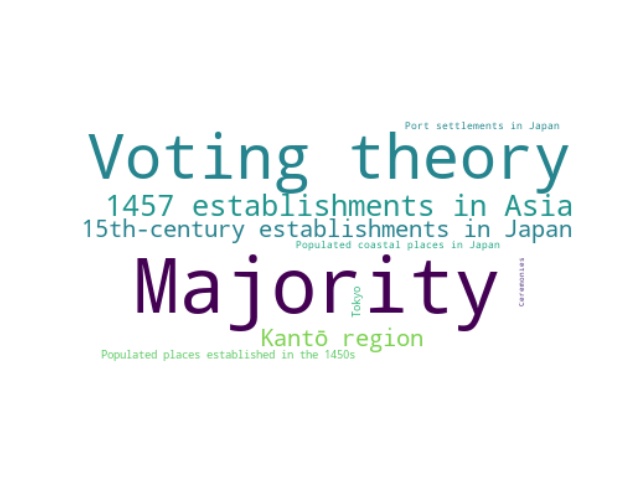 Port settlements in Japan
Voting theory
1457 establishments in Asia
15th-century establishments in Japan
Populated coastal places in Japan
Majority
Tokyo
Ceremonies
Kantō region
Populated places established in the 1450s